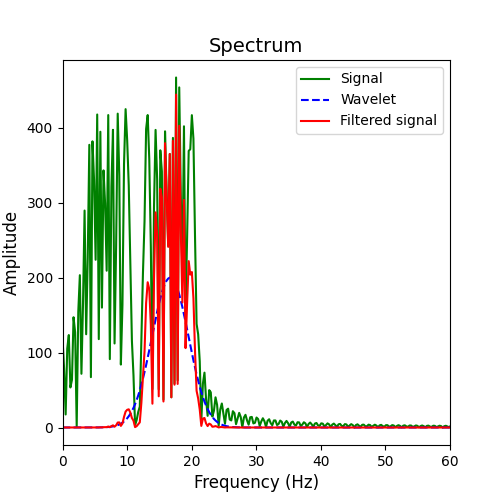 Spectrum
Signal
Wavelet
Filtered signal
400
300
200
100
0
Amplitude
0 10 20 30 40 50 60
Frequency (Hz)